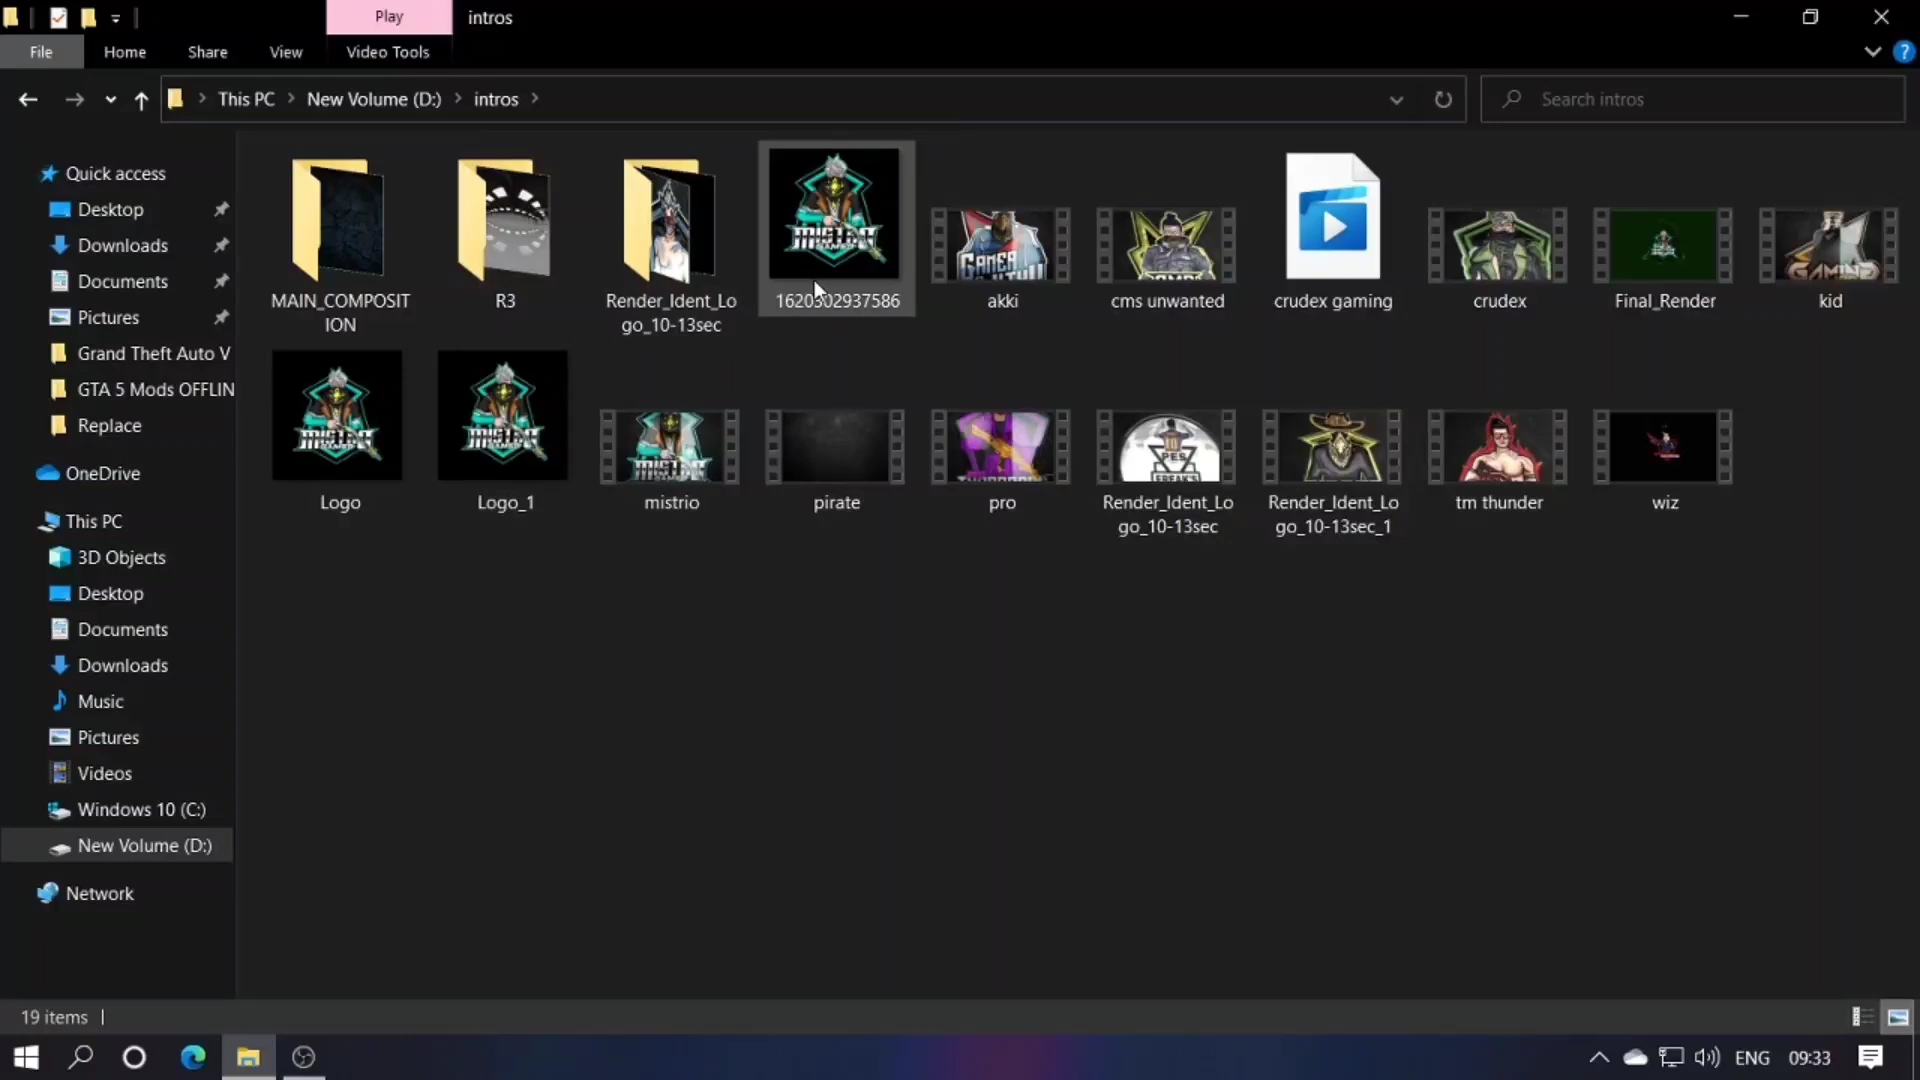 Play
intros
File
Home
Share
View
Video Tools
This PC
New Volume (D:)
intros
Search intros
Quick access
Desktop
Downloads
Documents
Pictures
Grand Theft Auto V
GTA 5 Mods OFFLIN
Replace
OneDrive
This PC
3D Objects
Desktop
Documents
Downloads
Music
Pictures
Videos
Windows 10 (C:)
New Volume (D:)
Network
MAIN_COMPOSIT
ION
R3
Render_Ident_Lo
go_10-13sec
1620302937586
akki
cms unwanted
crudex gaming
crudex
Final_Render
kid
Logo
Logo_1
mistrio
pirate
pro
Render_Ident_Lo
go_10-13sec
Render_Ident_Lo
go_10-13sec_1
tm thunder
wiz
19 items
ENG
09:33